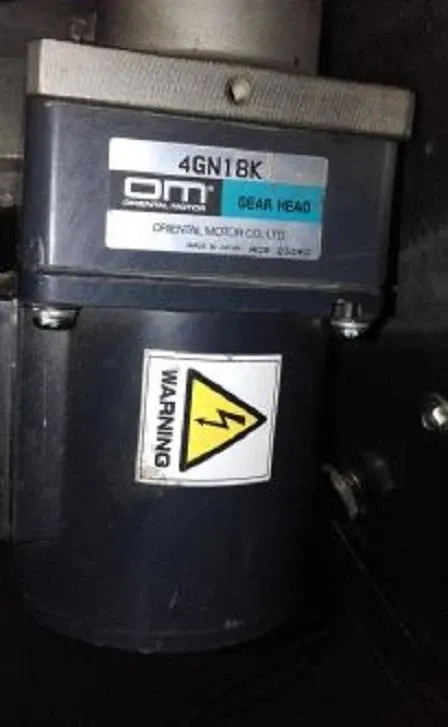 4GN18K
OM
ORIENTAL MOTOR
GEAR HEAD
ORIENTAL MOTOR CO., LTD.
MADE IN JAPAN
WARNING